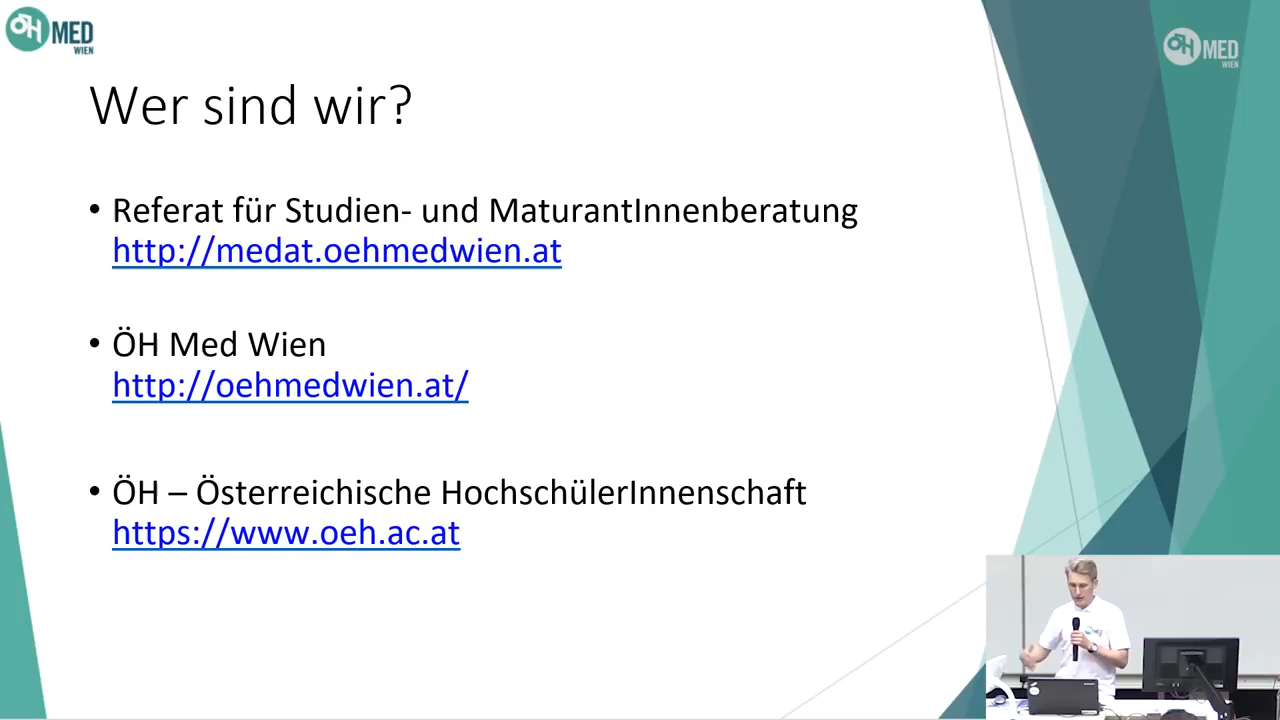 ÖH MED
WIEN
ÖH MED
WIEN
Wer sind wir?
• Referat für Studien- und MaturantInnenberatung
http://medat.oehmedwien.at
• ÖH Med Wien
http://oehmedwien.at/
• ÖH – Österreichische HochschülerInnenschaft
https://www.oeh.ac.at